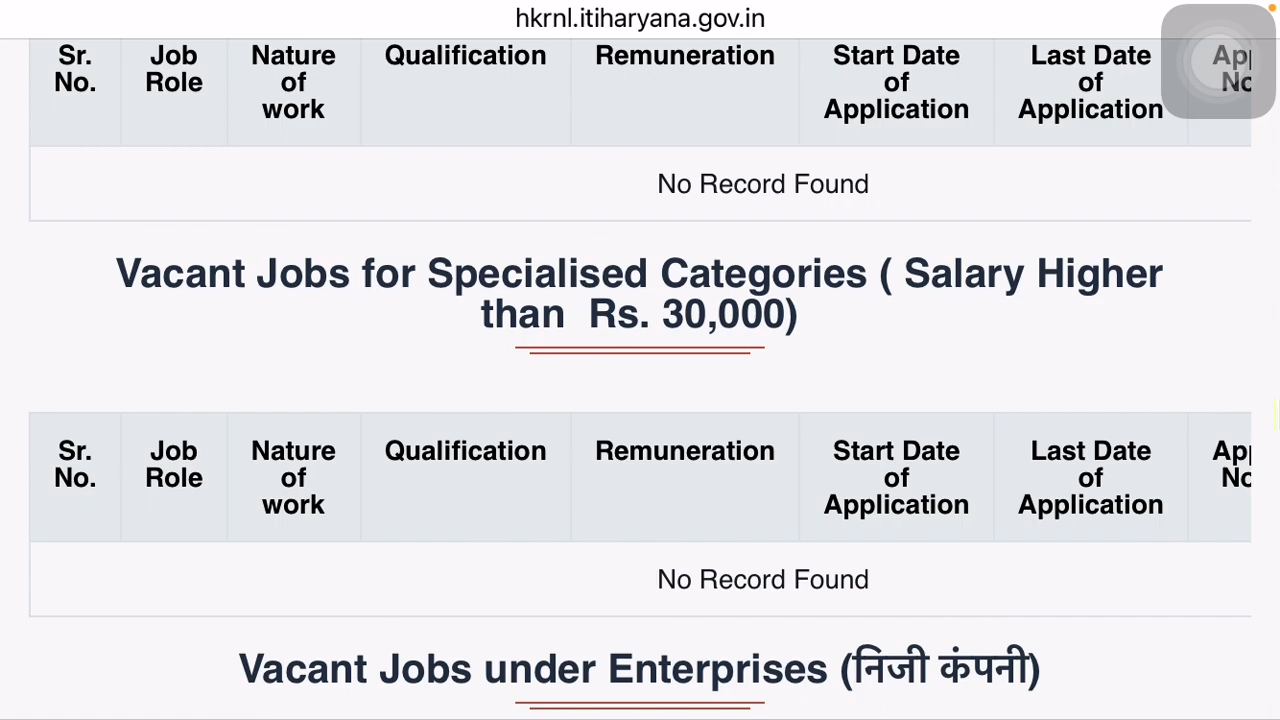 hkrnl.itiharyana.gov.in
Sr. No. Job Role Nature of work Qualification Remuneration Start Date of Application Last Date of Application
No Record Found
Vacant Jobs for Specialised Categories ( Salary Higher
than Rs. 30,000)
Sr. No. Job Role Nature of work Qualification Remuneration Start Date of Application Last Date of Application
No Record Found
Vacant Jobs under Enterprises (निजी कंपनी)